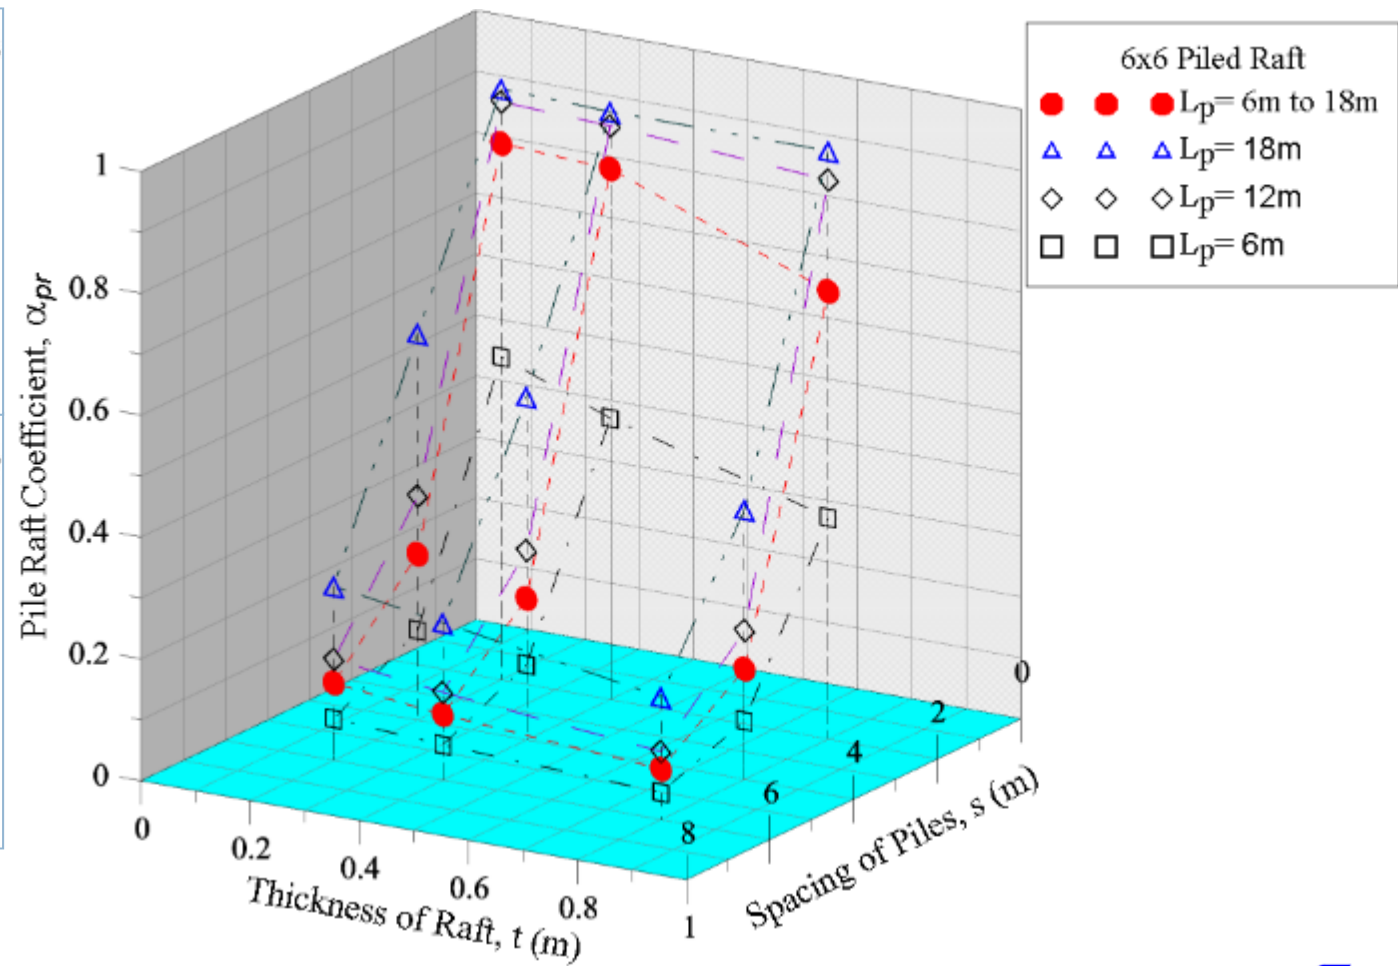 6x6 Piled Raft
Lp= 6m to 18m
Lp= 18m
Lp= 12m
Lp= 6m
Pile Raft Coefficient, αpr
1
0.8
0.6
0.4
0.2
0
0
0.2
0.4
0.6
0.8
1
Thickness of Raft, t (m)
0
2
4
6
8
Spacing of Piles, s (m)